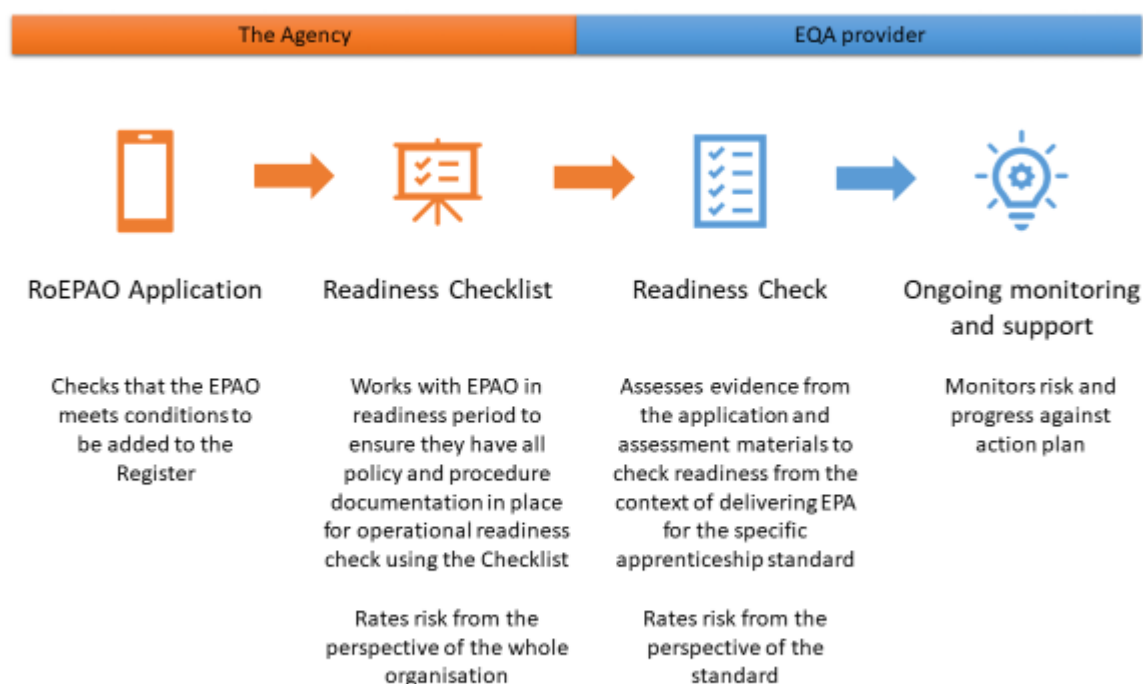 The Agency
EQA provider
RoEPAO Application
Checks that the EPAO
meets conditions to
be added to the
Register
Readiness Checklist
Works with EPAO in
readiness period to
ensure they have all
policy and procedure
documentation in place
for operational readiness
check using the Checklist
Rates risk from the
perspective of the whole
organisation
Readiness Check
Assesses evidence from
the application and
assessment materials to
check readiness from the
context of delivering EPA
for the specific
apprenticeship standard
Rates risk from the
perspective of the
standard
Ongoing monitoring
and support
Monitors risk and
progress against
action plan